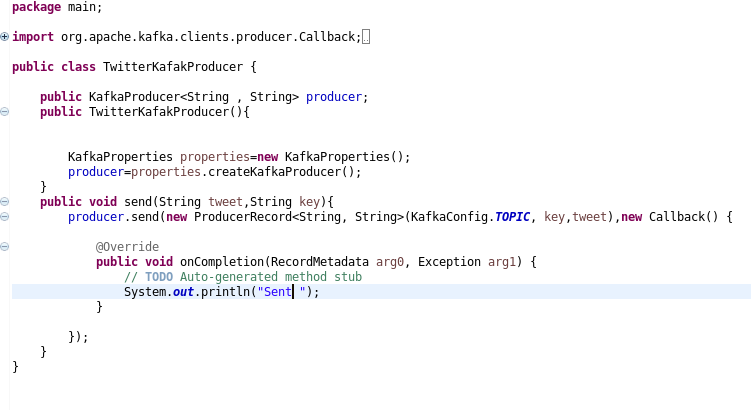 package main;
import org.apache.kafka.clients.producer.Callback;
public class TwitterKafakProducer {
public KafkaProducer<String , String> producer;
public TwitterKafakProducer(){
KafkaProperties properties=new KafkaProperties();
producer=properties.createKafkaProducer();
}
public void send(String tweet,String key){
producer.send(new ProducerRecord<String, String>(KafkaConfig.TOPIC, key,tweet),new Callback() {
@Override
public void onCompletion(RecordMetadata arg0, Exception arg1) {
// TODO Auto-generated method stub
System.out.println("Sent ");
}
});
}
}